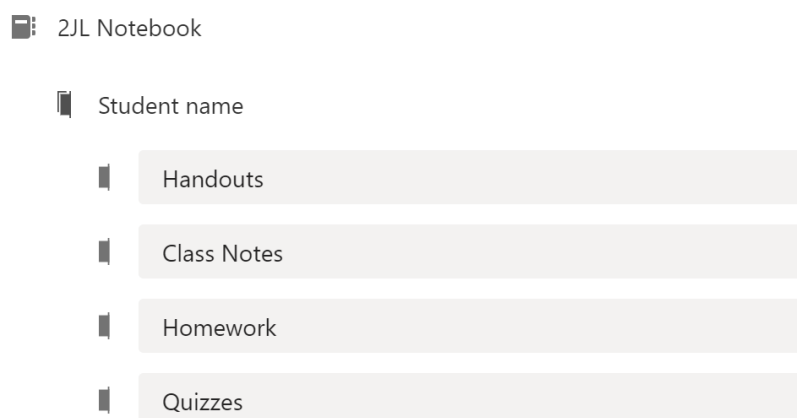 2JL Notebook
Student name
Handouts
Class Notes
Homework
Quizzes